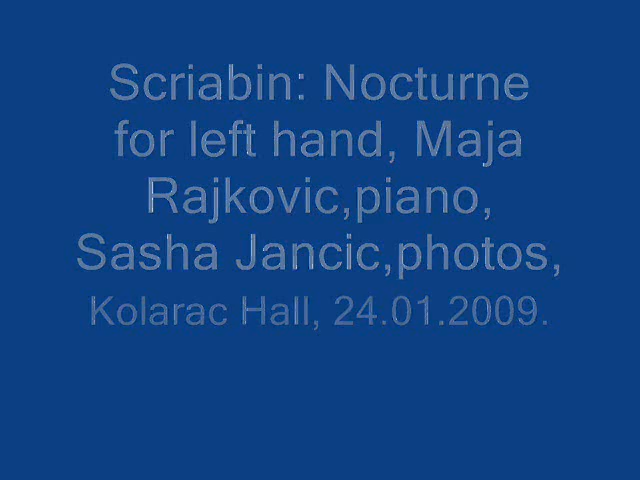 Scriabin: Nocturne
for left hand, Maja
Rajkovic,piano,
Sasha Jancic,photos,
Kolarac Hall, 24.01.2009.